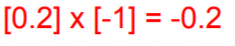 [0.2] x [-1] = -0.2